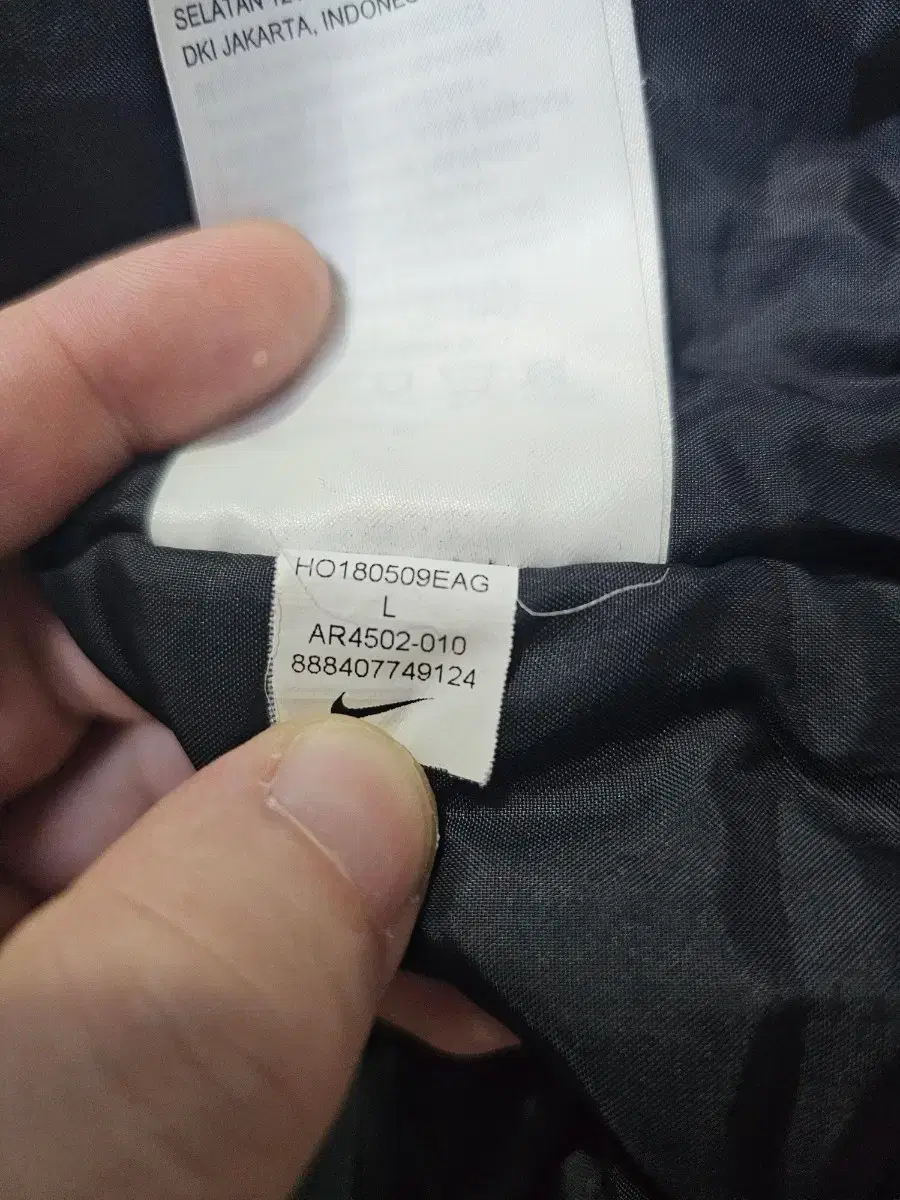 SELATAN
DKI JAKARTA, INDONES
HO180509EAG
L
AR4502-010
888407749124